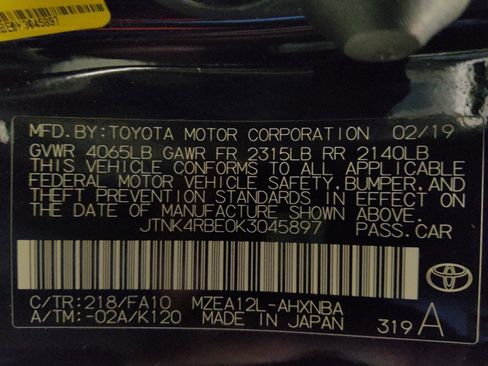 BE0K3045897
MFD.BY:TOYOTA MOTOR CORPORATION 02/19
GVWR 4065LB GAWR FR 2315LB RR 2140LB
THIS VEHICLE CONFORMS TO ALL APPLICABLE
FEDERAL MOTOR VEHICLE SAFETY,BUMPER,AND
THEFT PREVENTION STANDARDS IN EFFECT ON
THE DATE OF MANUFACTURE SHOWN ABOVE.
JTNK4RBE0K3045897 PASS.CAR
C/TR:218/FA10 MZEA12L-AHXNBA
A/TM:-02A/K120 MADE IN JAPAN 319 A
TOYOTA